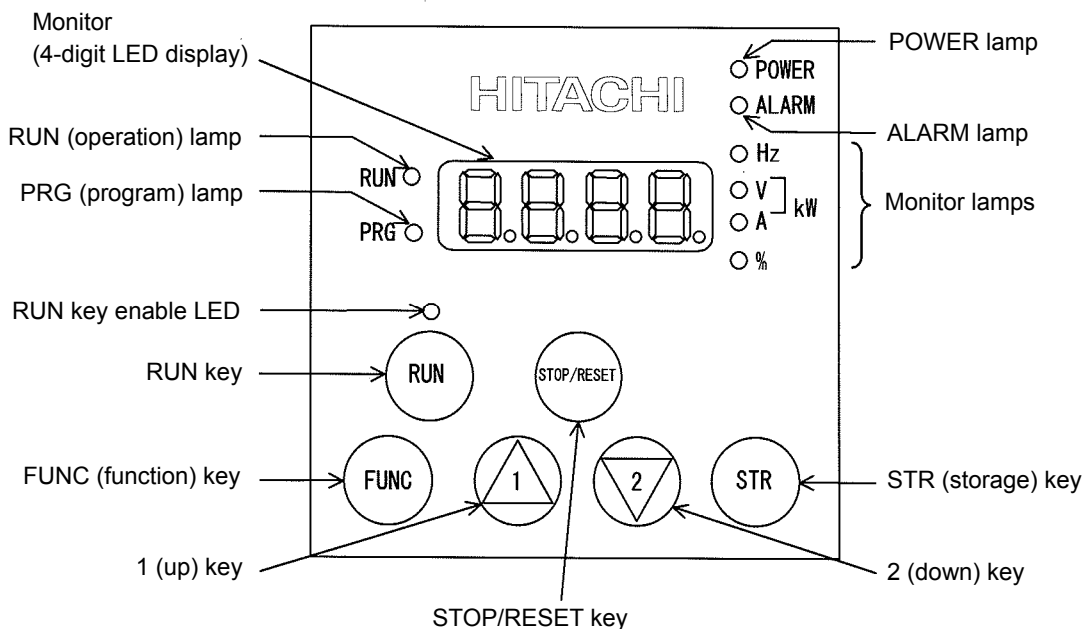 Monitor
(4-digit LED display)
POWER lamp
POWER
HITACHI
ALARM
ALARM lamp
RUN (operation) lamp
RUN
Hz
PRG (program) lamp
V
kW
Monitor lamps
A
PRG
%
RUN key enable LED
RUN key
RUN
STOP/RESET
FUNC (function) key
FUNC
1
2
STR
STR (storage) key
1 (up) key
2 (down) key
STOP/RESET key